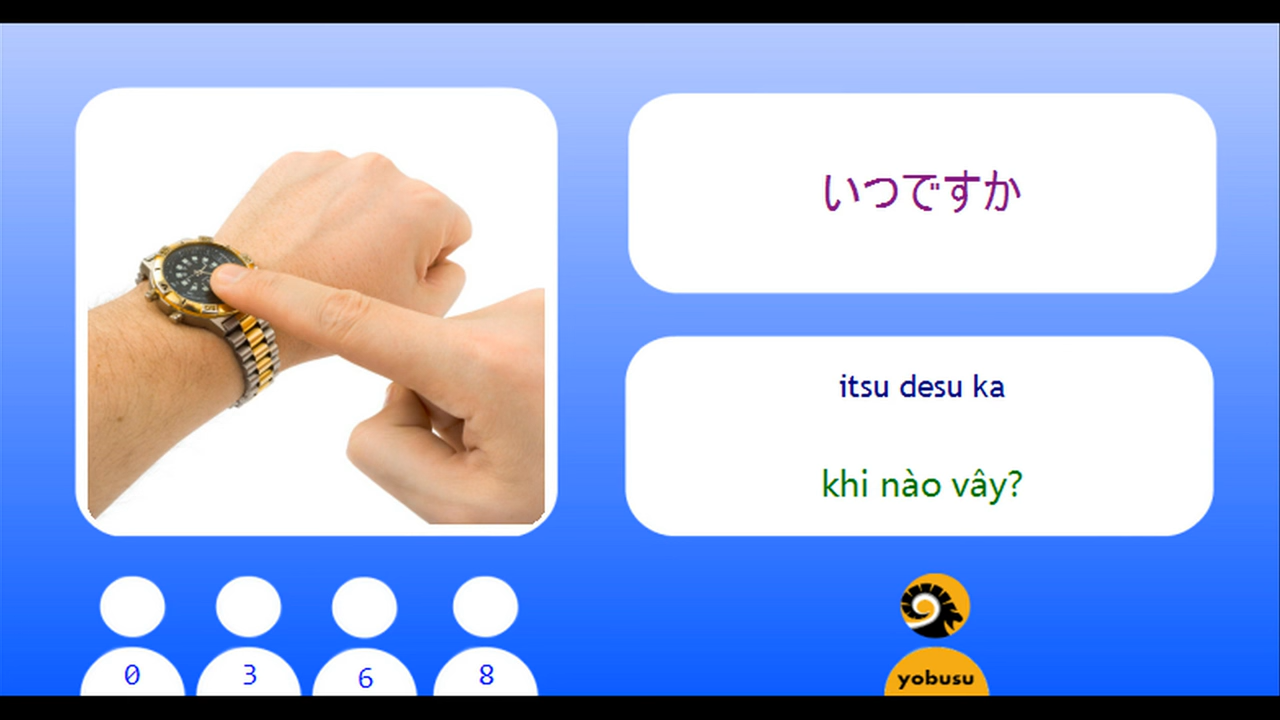 いつですか
itsu desu ka
khi nào vây?
0 3 6 8
yobusu